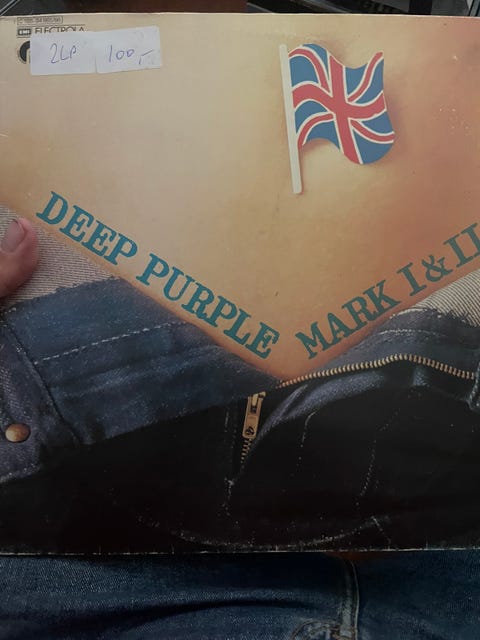 EMI ELECTROLA
2LP 100,-
DEEP PURPLE MARK I & II